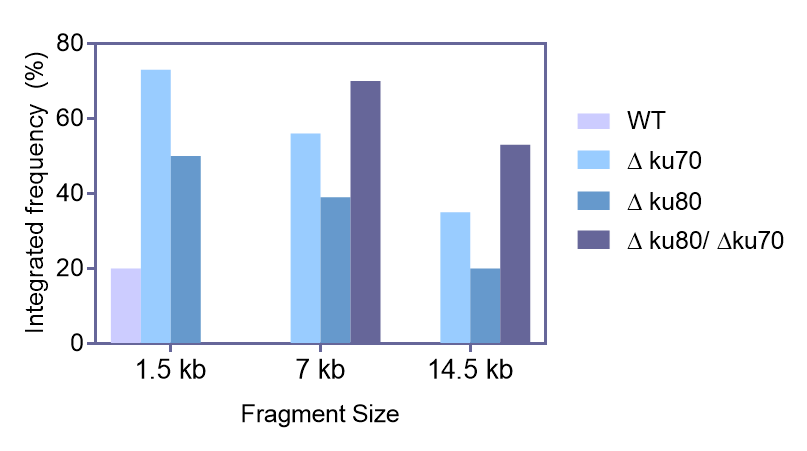 Integrated frequency (%)
80
60
40
20
0
1.5 kb
7 kb
14.5 kb
Fragment Size
WT
Δ ku70
Δ ku80
Δ ku80/ Δku70